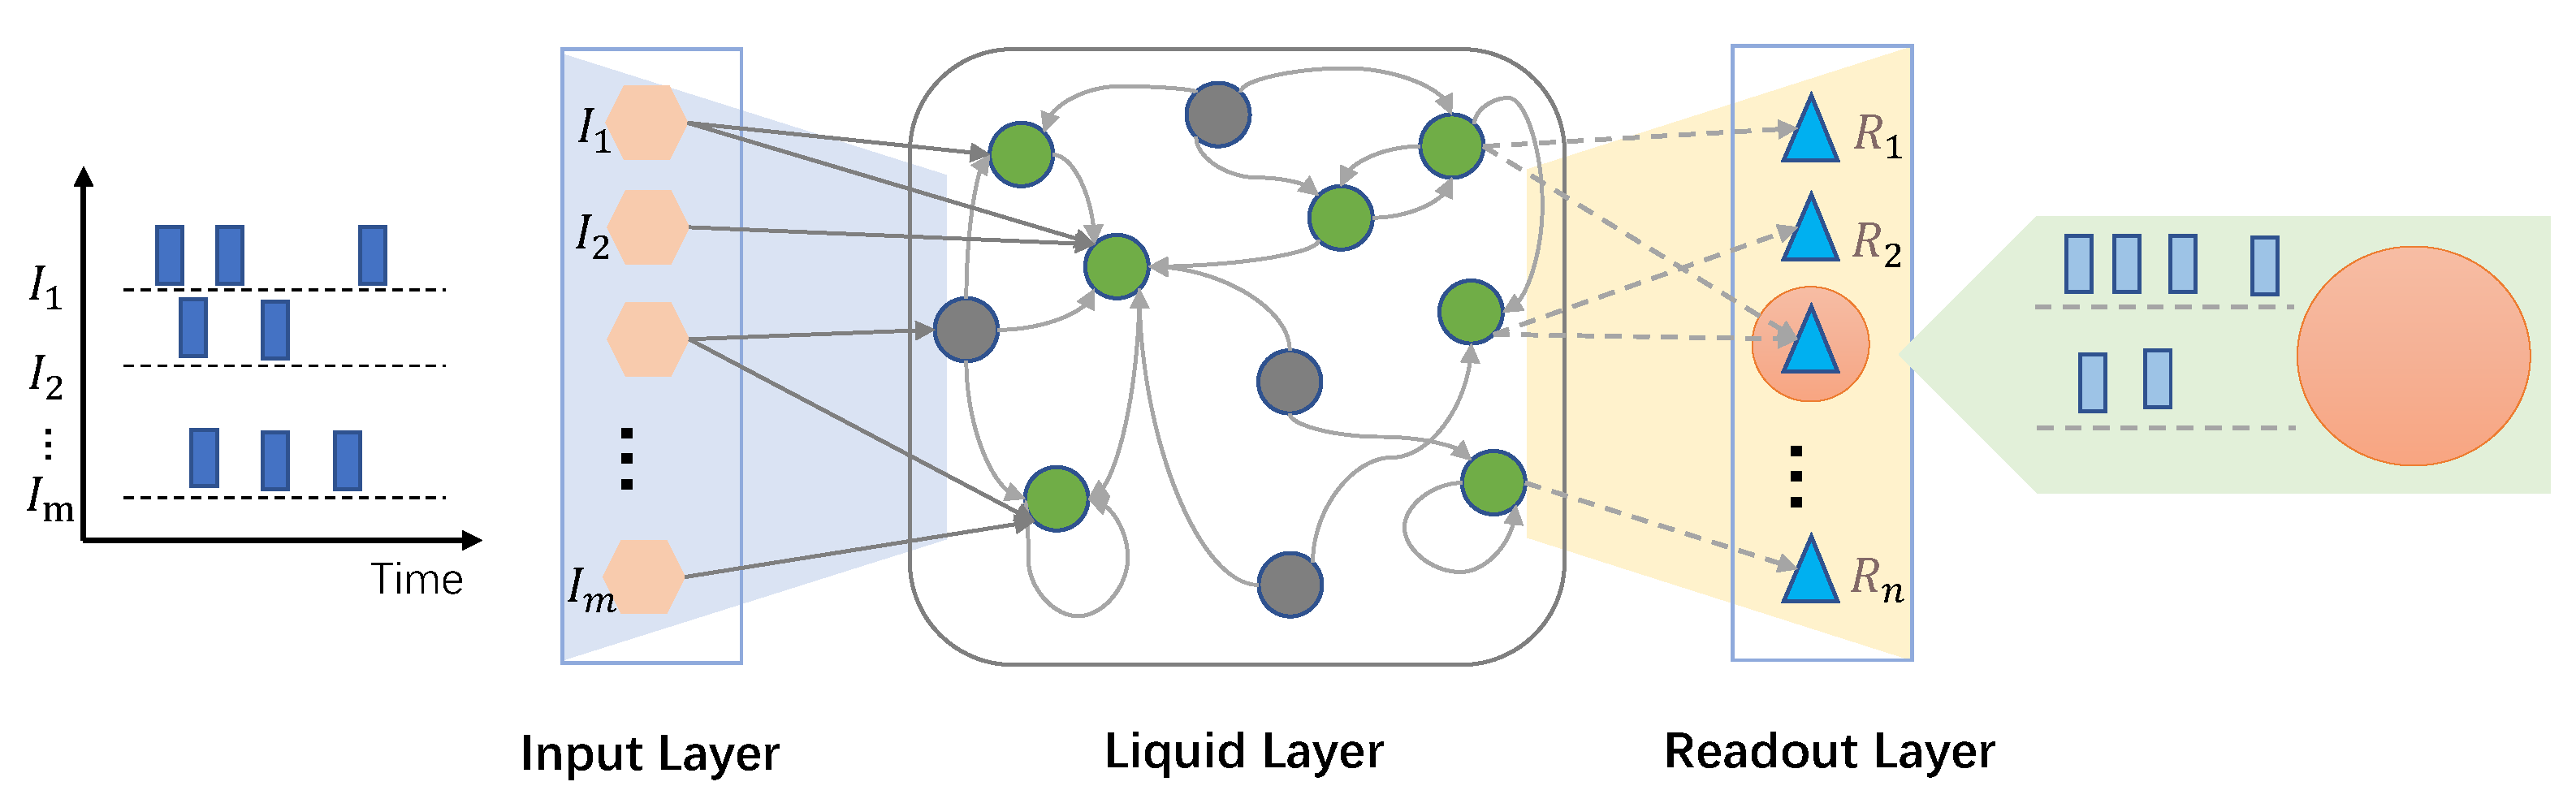 I1
I2
⋮
Im
Time
I1
I2
⋮
Im
R1
R2
⋮
Rn
Input Layer
Liquid Layer
Readout Layer